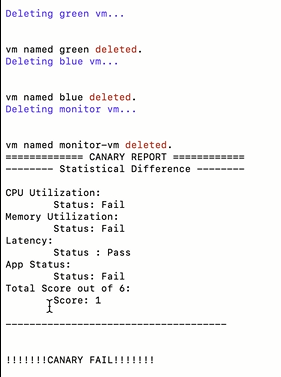 Deleting green vm...
vm named green deleted.
Deleting blue vm...
vm named blue deleted.
Deleting monitor vm...
vm named monitor-vm deleted.
============= CANARY REPORT ============
-------- Statistical Difference --------
CPU Utilization:
Status: Fail
Memory Utilization:
Status: Fail
Latency:
Status : Pass
App Status:
Status: Fail
Total Score out of 6:
Score: 1
-------------------------------------
!!!!!!!CANARY FAIL!!!!!!!